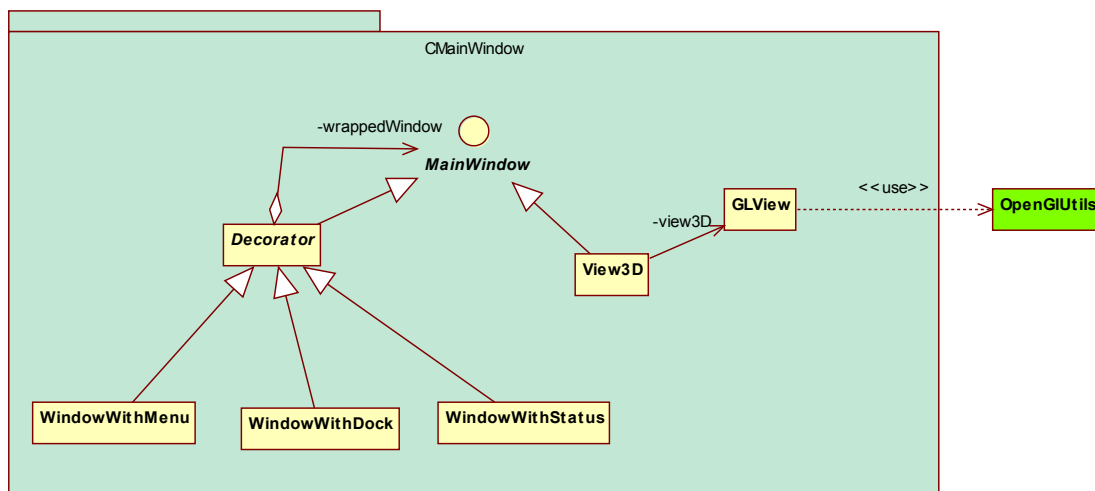 CMainWindow
-wrappedWindow
MainWindow
<<use>>
GLView
OpenGlUtils
-view3D
Decorator
View3D
WindowWithMenu
WindowWithDock
WindowWithStatus